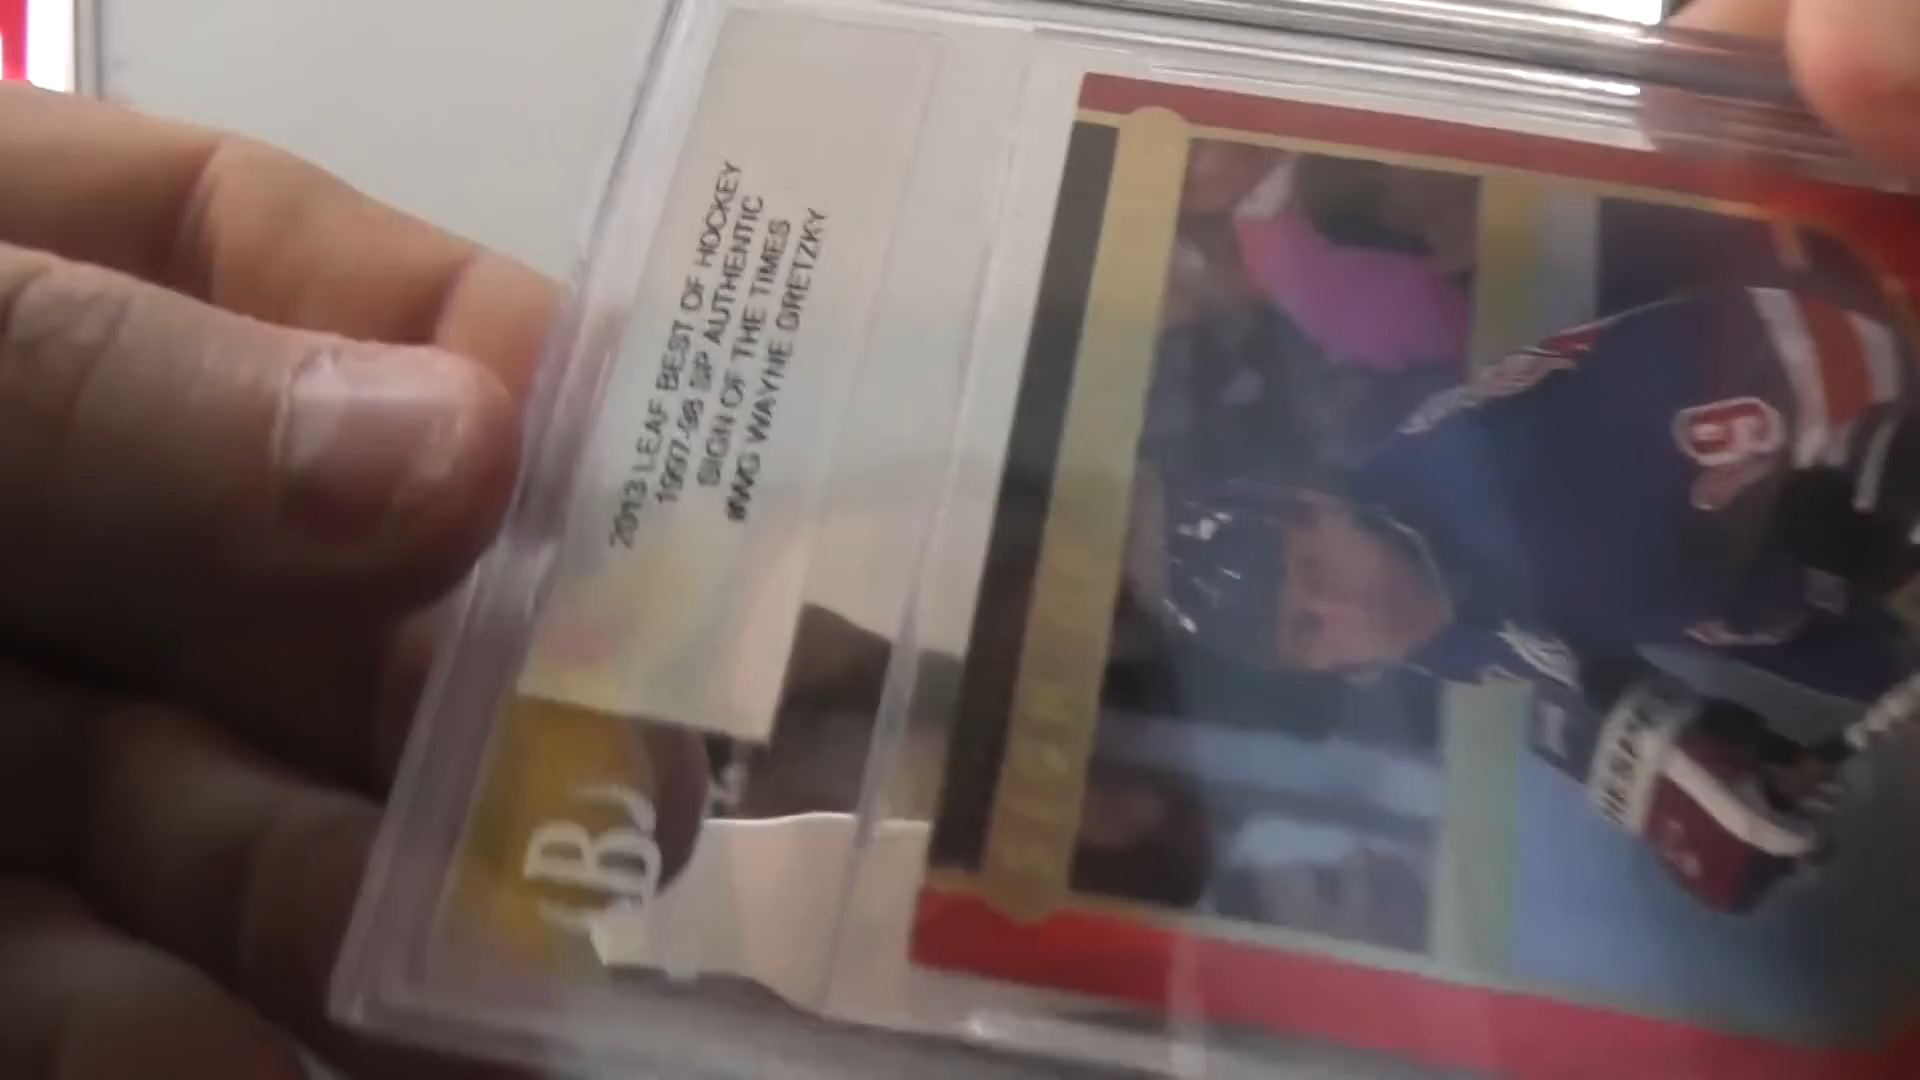 2013 LEAF BEST OF HOCKEY
1997-98 SP AUTHENTIC
SIGN OF THE TIMES
#WG WAYNE GRETZKY
B